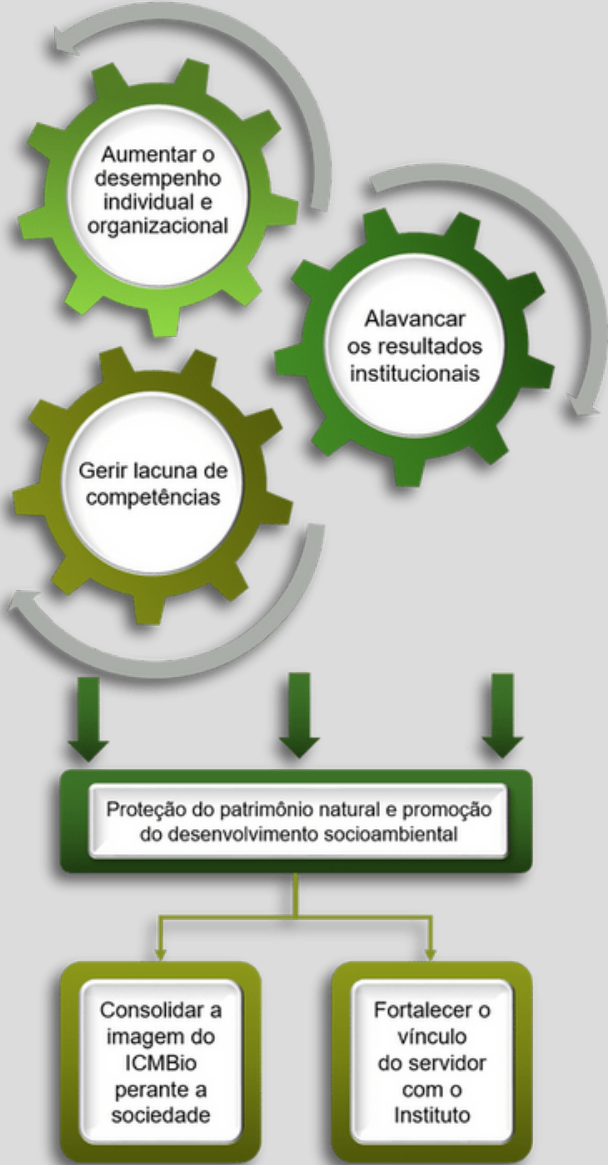 Aumentar o
desempenho
individual e
organizacional
Alavancar
os resultados
institucionais
Gerir lacuna de
competências
Proteção do patrimônio natural e promoção
do desenvolvimento socioambiental
Consolidar a
imagem do
ICMBio
perante a
sociedade
Fortalecer o
vínculo
do servidor
com o
Instituto